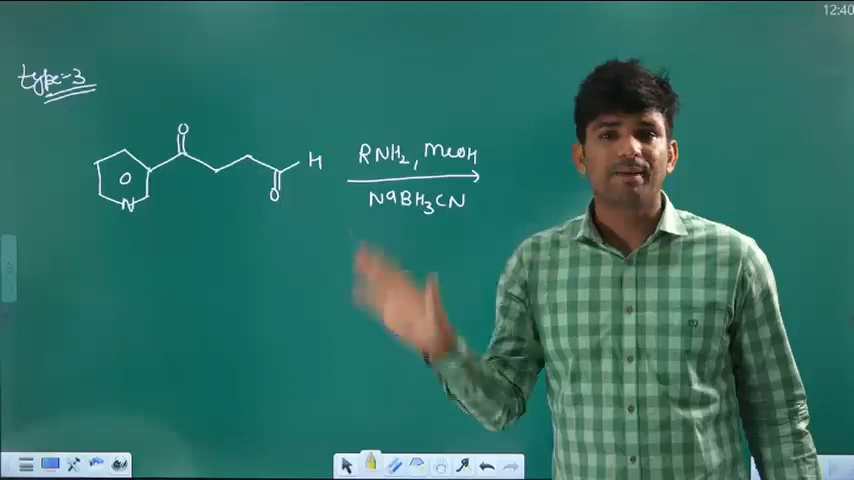 12:40
type-3
O
H
RNH₂, MeOH
O
N
O
NaBH₃CN